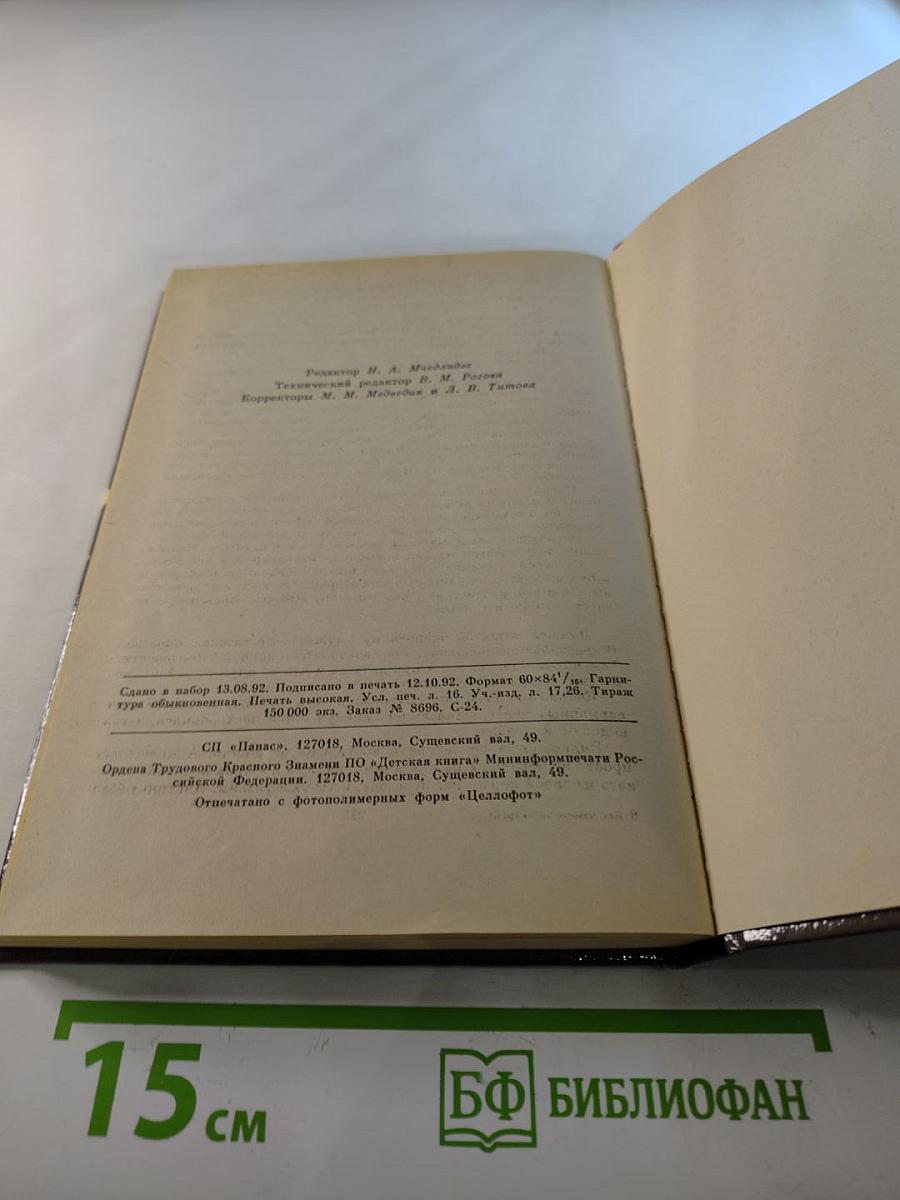 Редактор Н. А. Мчедлидзе
Технический редактор В. М. Рогова
Корректоры М. М. Медведик и Л. В. Титова
Сдано в набор 13.08.92. Подписано в печать 12.10.92. Формат 60×84¹/₁₆. Гарни-
тура обыкновенная. Печать высокая. Усл. печ. л. 16. Уч.-изд. л. 17,26. Тираж
150 000 экз. Заказ № 8696. С-24.
СП «Панас». 127018, Москва, Сущевский вал, 49.
Ордена Трудового Красного Знамени ПО «Детская книга» Мининформпечати Рос-
сийской Федерации. 127018, Москва, Сущевский вал, 49.
Отпечатано с фотополимерных форм «Целлофот»
15 см
БФ БИБЛИОФАН